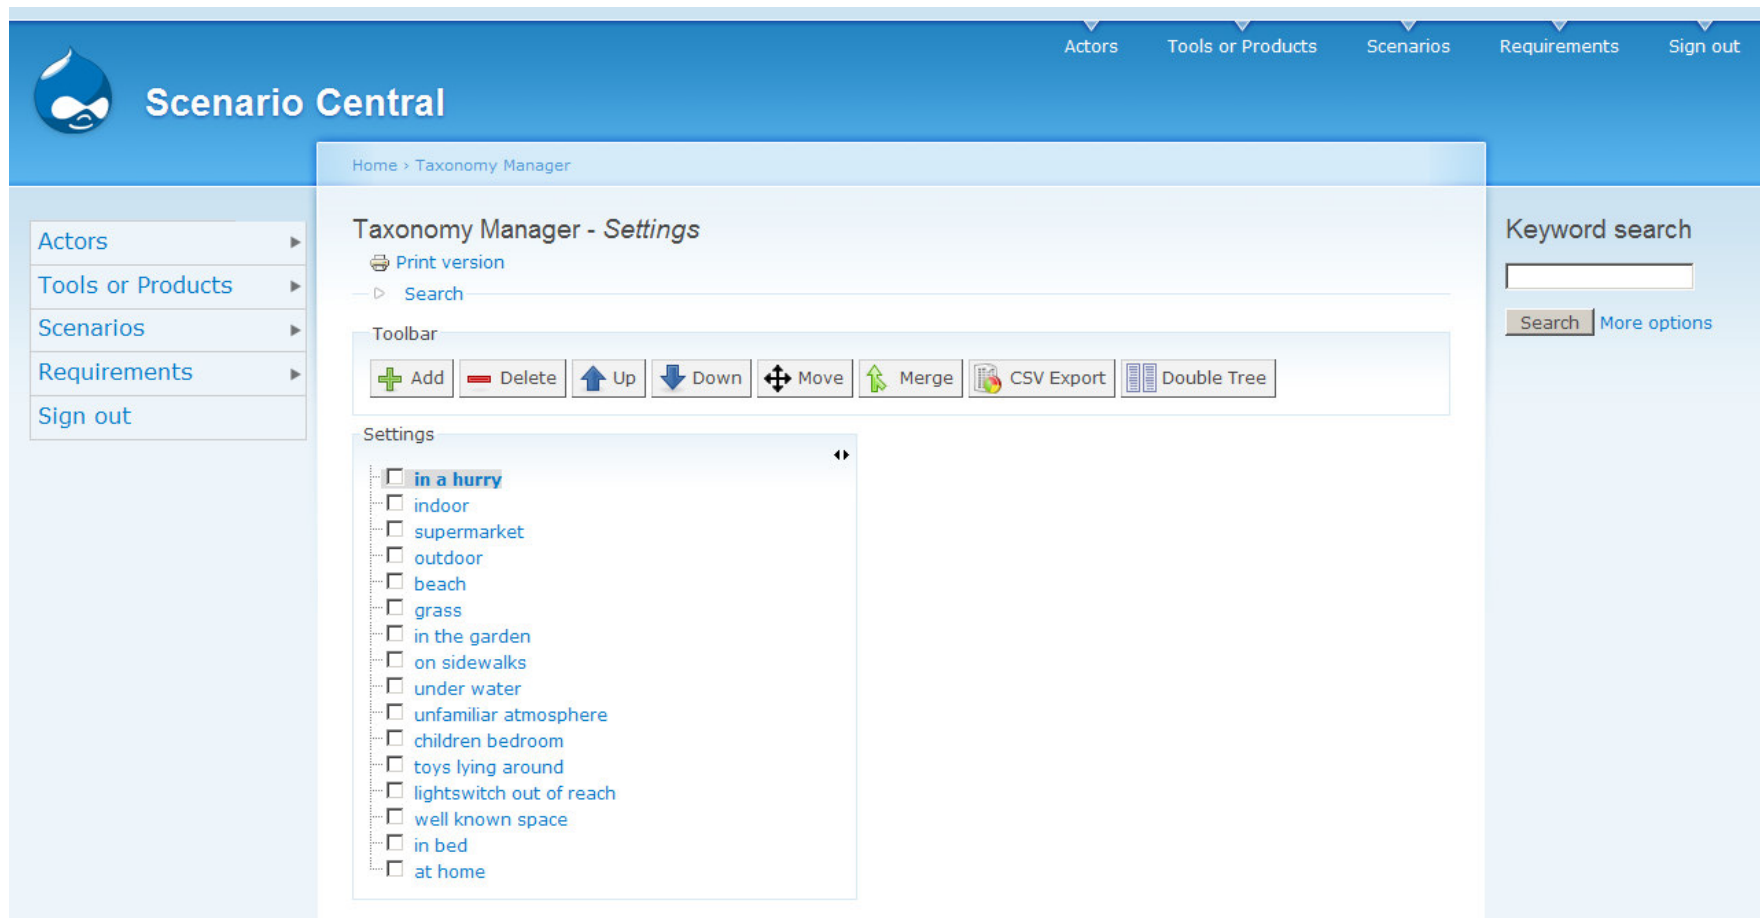 Actors Tools or Products Scenarios Requirements Sign out
Scenario Central
Home › Taxonomy Manager
Actors
Tools or Products
Scenarios
Requirements
Sign out
Taxonomy Manager - Settings
Print version
Search
Toolbar
Add Delete Up Down Move Merge CSV Export Double Tree
Settings
in a hurry
indoor
supermarket
outdoor
beach
grass
in the garden
on sidewalks
under water
unfamiliar atmosphere
children bedroom
toys lying around
lightswitch out of reach
well known space
in bed
at home
Keyword search
Search More options